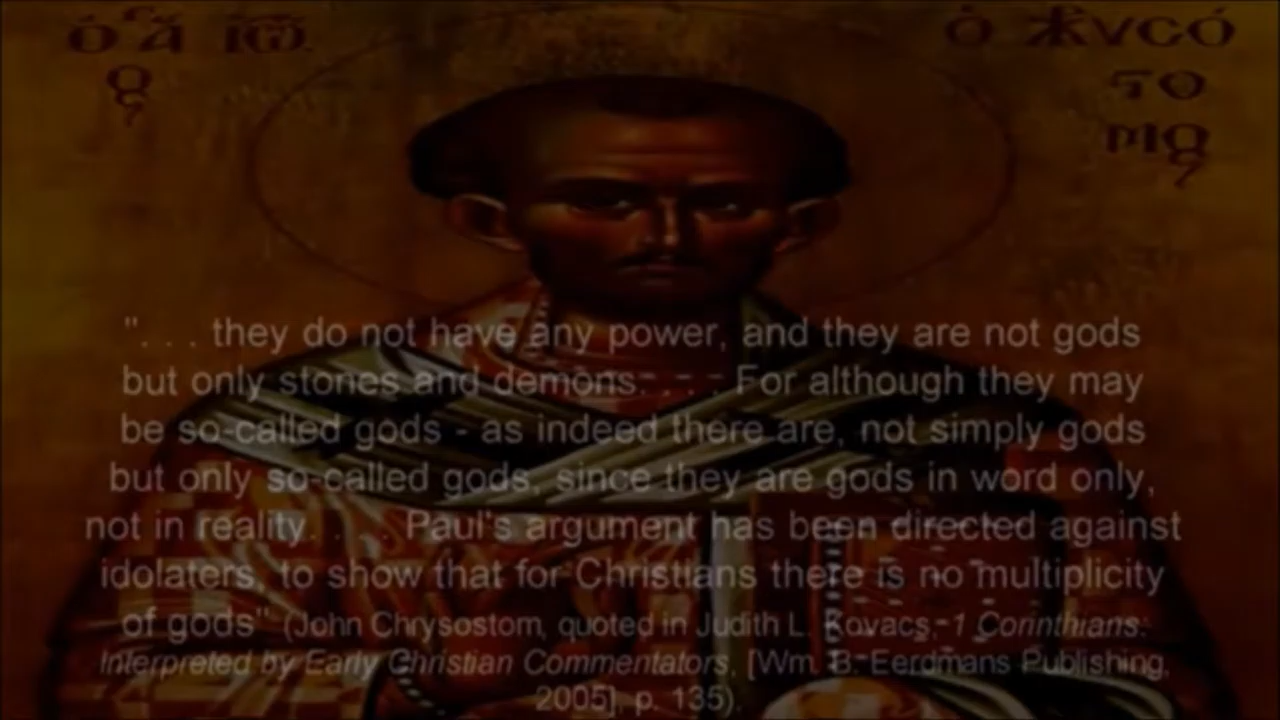 ὁ ἅ ἰω
ο
ς
ὁ χρυσό
το
μο
ς
". . . they do not have any power, and they are not gods
but only stones and demons. . . . For although they may
be so-called gods - as indeed there are, not simply gods
but only so-called gods, since they are gods in word only,
not in reality. . . . Paul's argument has been directed against
idolaters, to show that for Christians there is no multiplicity
of gods" (John Chrysostom, quoted in Judith L. Kovacs, 1 Corinthians:
Interpreted by Early Christian Commentators, [Wm. B. Eerdmans Publishing,
2005], p. 135).